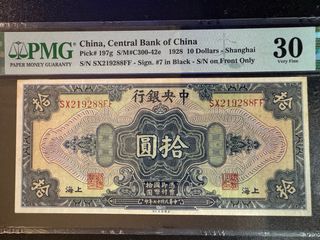 PMG
PAPER MONEY GUARANTY
China, Central Bank of China
Pick# 197g S/M#C300-42e 1928 10 Dollars - Shanghai
S/N SX219288FF - Sign. #7 in Black - S/N on Front Only
30
Very Fine
行銀央中
拾
拾
SX219288FF
SX219288FF
圓拾
海上
海上
拾
拾